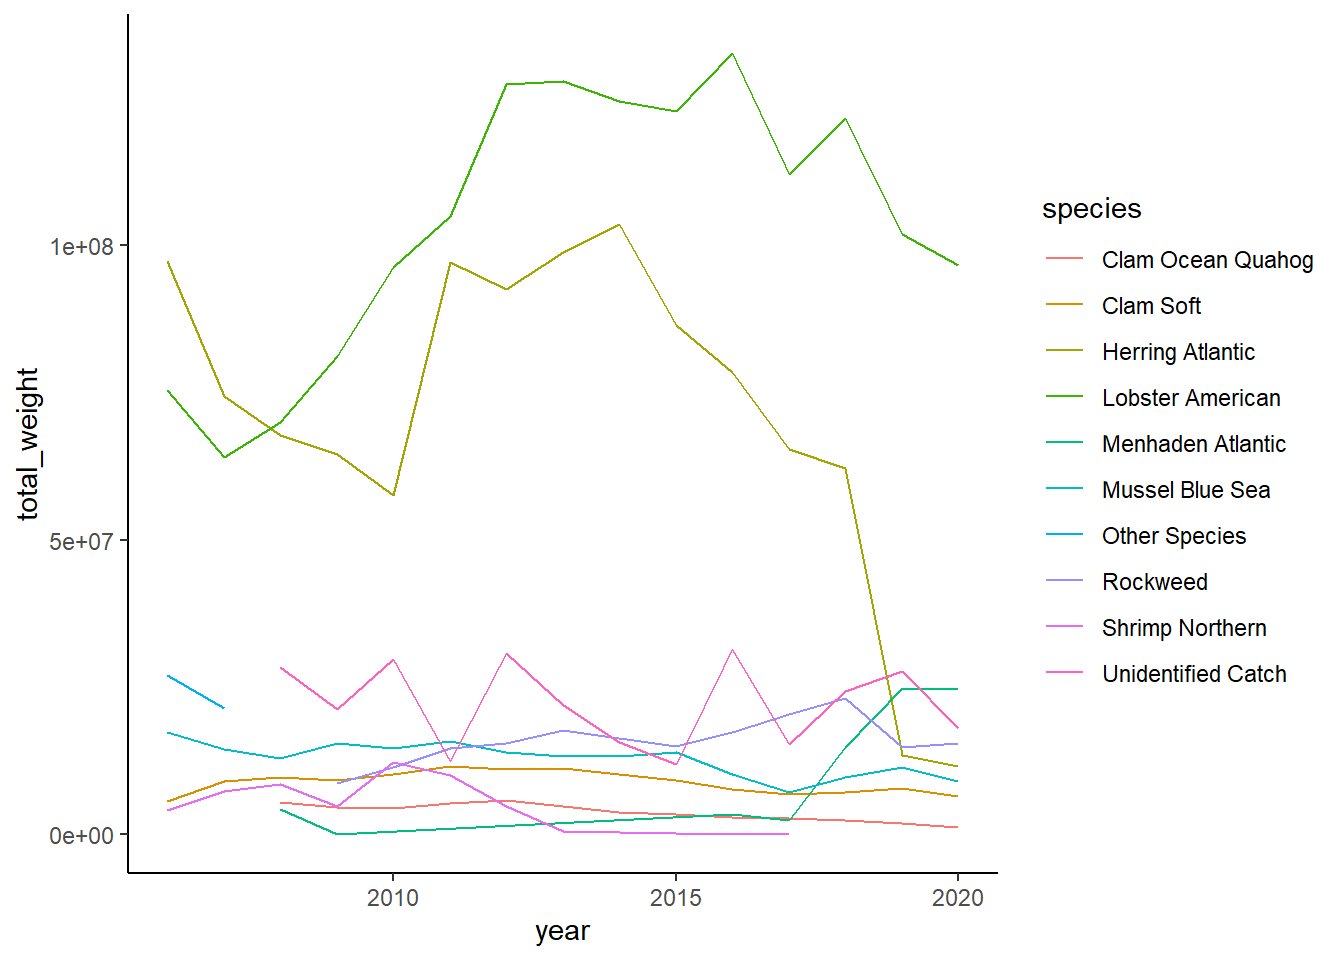 total_weight
1e+08
5e+07
0e+00
2010
2015
2020
year
species
Clam Ocean Quahog
Clam Soft
Herring Atlantic
Lobster American
Menhaden Atlantic
Mussel Blue Sea
Other Species
Rockweed
Shrimp Northern
Unidentified Catch